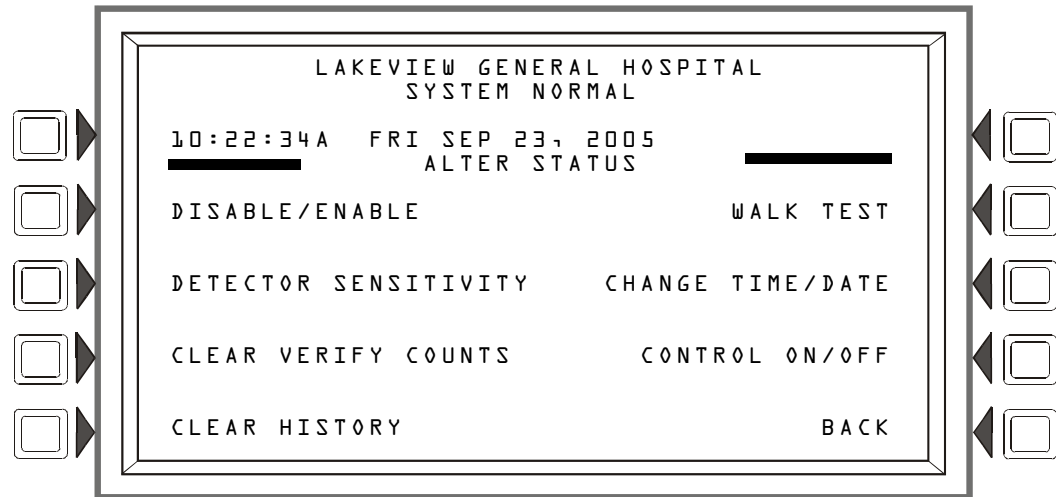 LAKEVIEW GENERAL HOSPITAL
SYSTEM NORMAL
10:22:34A FRI SEP 23, 2005
ALTER STATUS
DISABLE/ENABLE WALK TEST
DETECTOR SENSITIVITY CHANGE TIME/DATE
CLEAR VERIFY COUNTS CONTROL ON/OFF
CLEAR HISTORY BACK